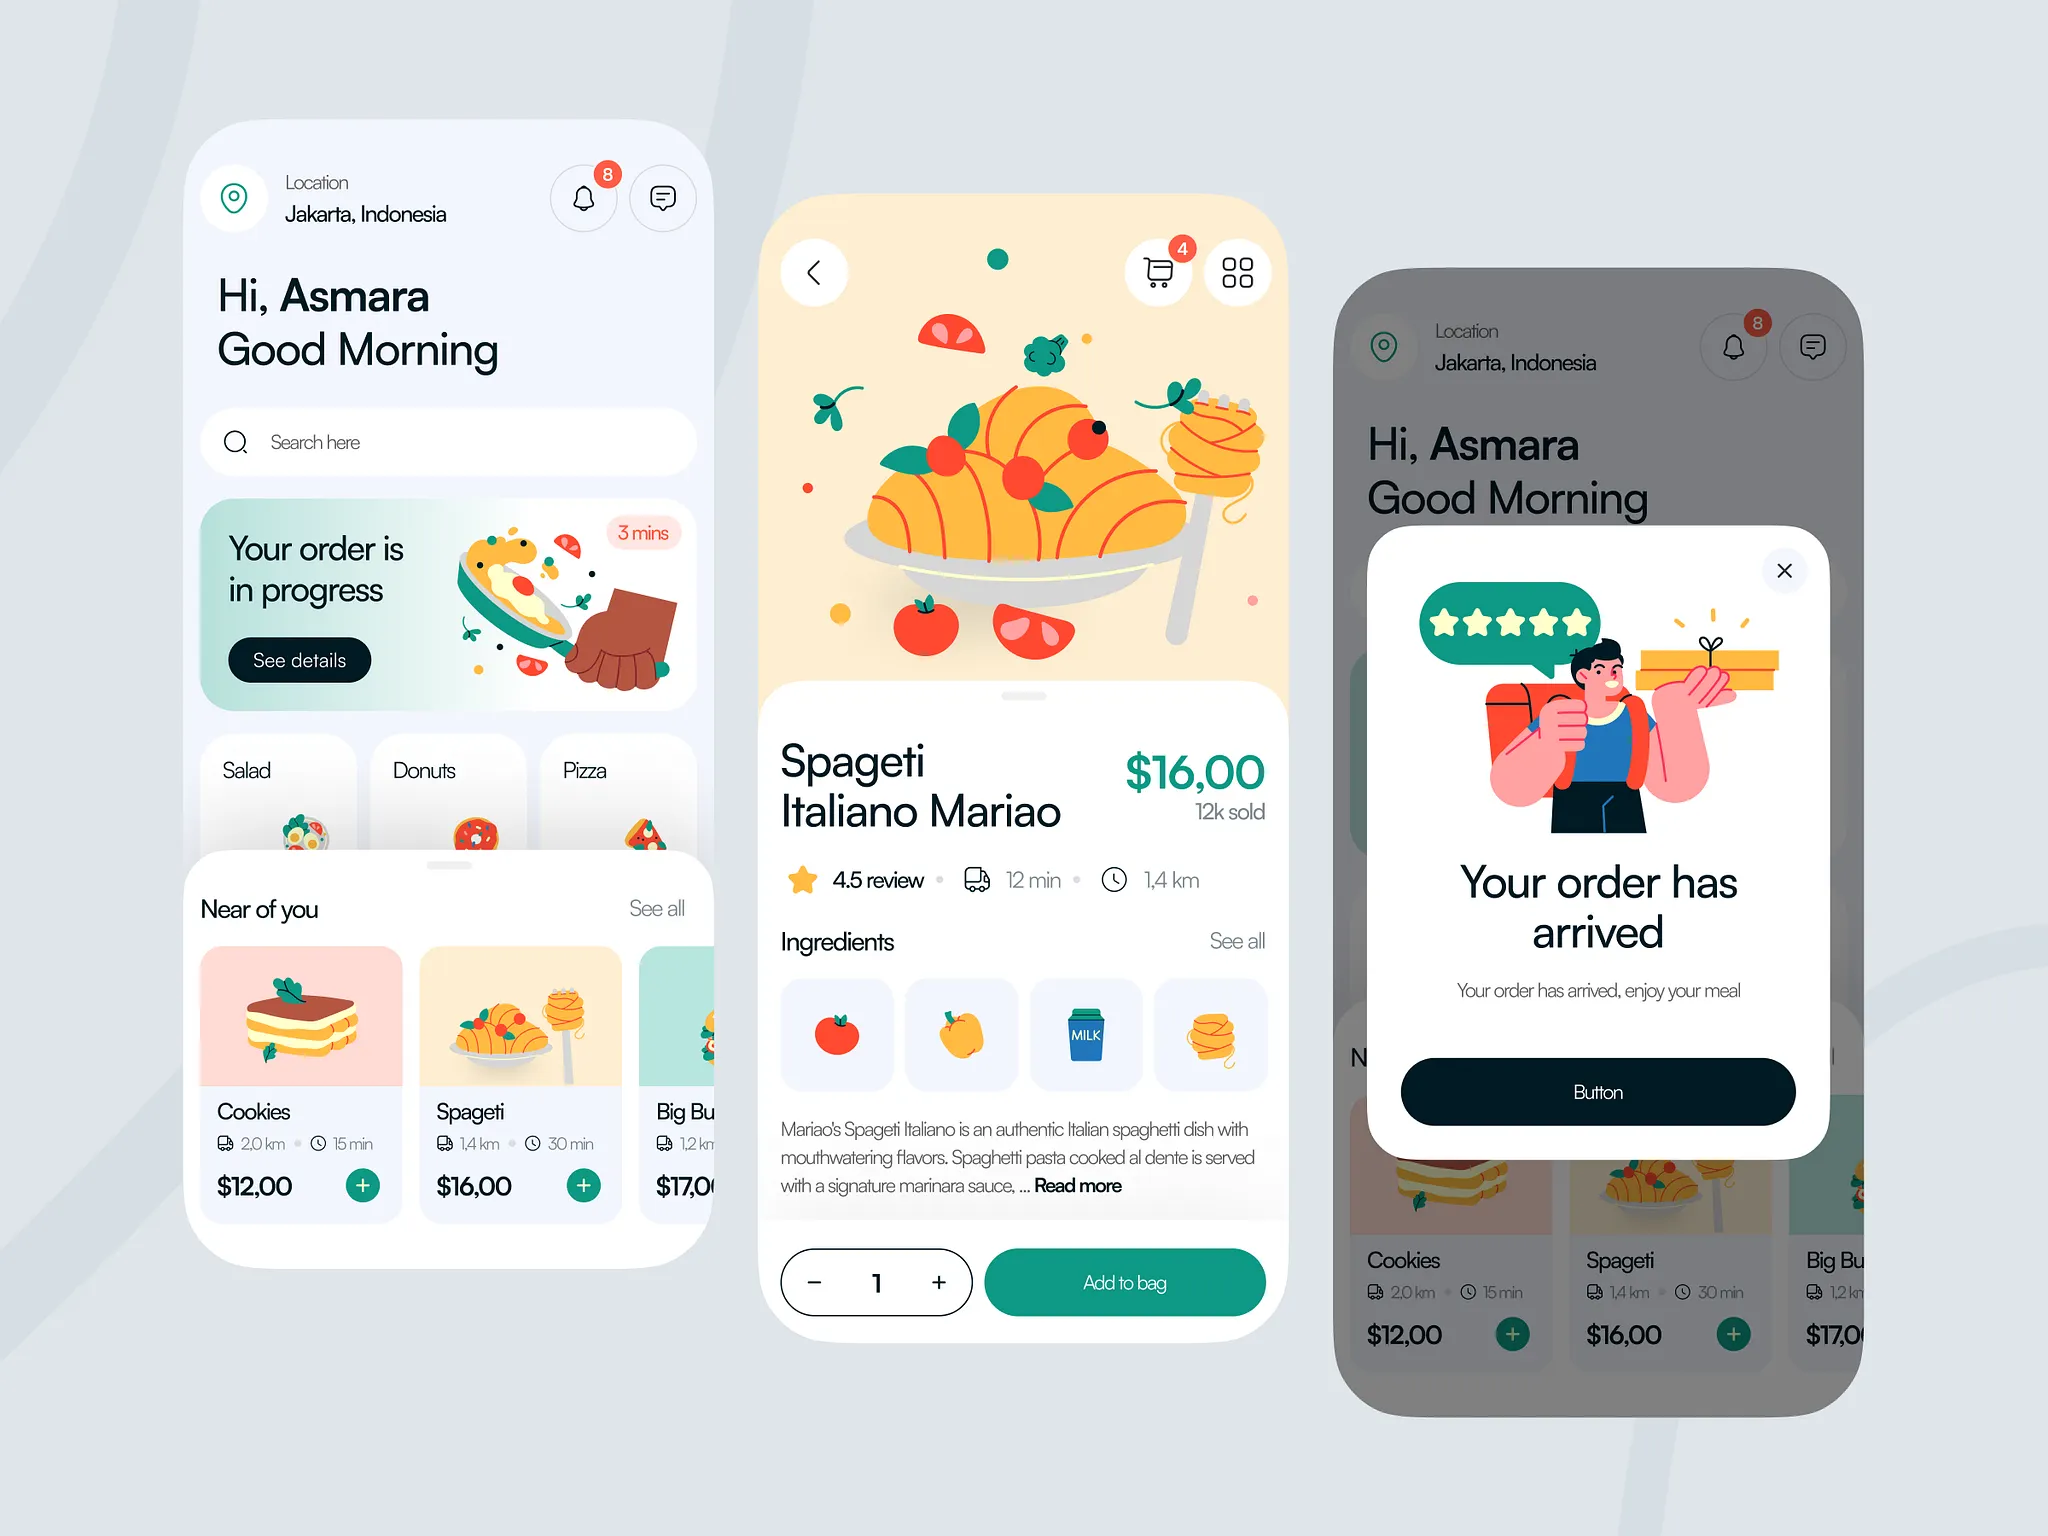 Location
Jakarta, Indonesia
8
Hi, Asmara
Good Morning
Search here
Your order is
in progress
3 mins
See details
Salad
Donuts
Pizza
Near of you
See all
Cookies
2,0 km
15 min
$12,00
Spageti
1,4 km
30 min
$16,00
Big Bu
1,2 km
$17,0
4
Spageti
Italiano Mariao
$16,00
12k sold
4.5 review
12 min
1,4 km
Ingredients
See all
MILK
Mariao's Spageti Italiano is an authentic Italian spaghetti dish with
mouthwatering flavors. Spaghetti pasta cooked al dente is served
with a signature marinara sauce, ... Read more
1
Add to bag
Location
Jakarta, Indonesia
8
Hi, Asmara
Good Morning
Your order has
arrived
Your order has arrived, enjoy your meal
Button
N
Cookies
2,0 km
15 min
$12,00
Spageti
1,4 km
30 min
$16,00
Big Bu
1,2 km
$17,0